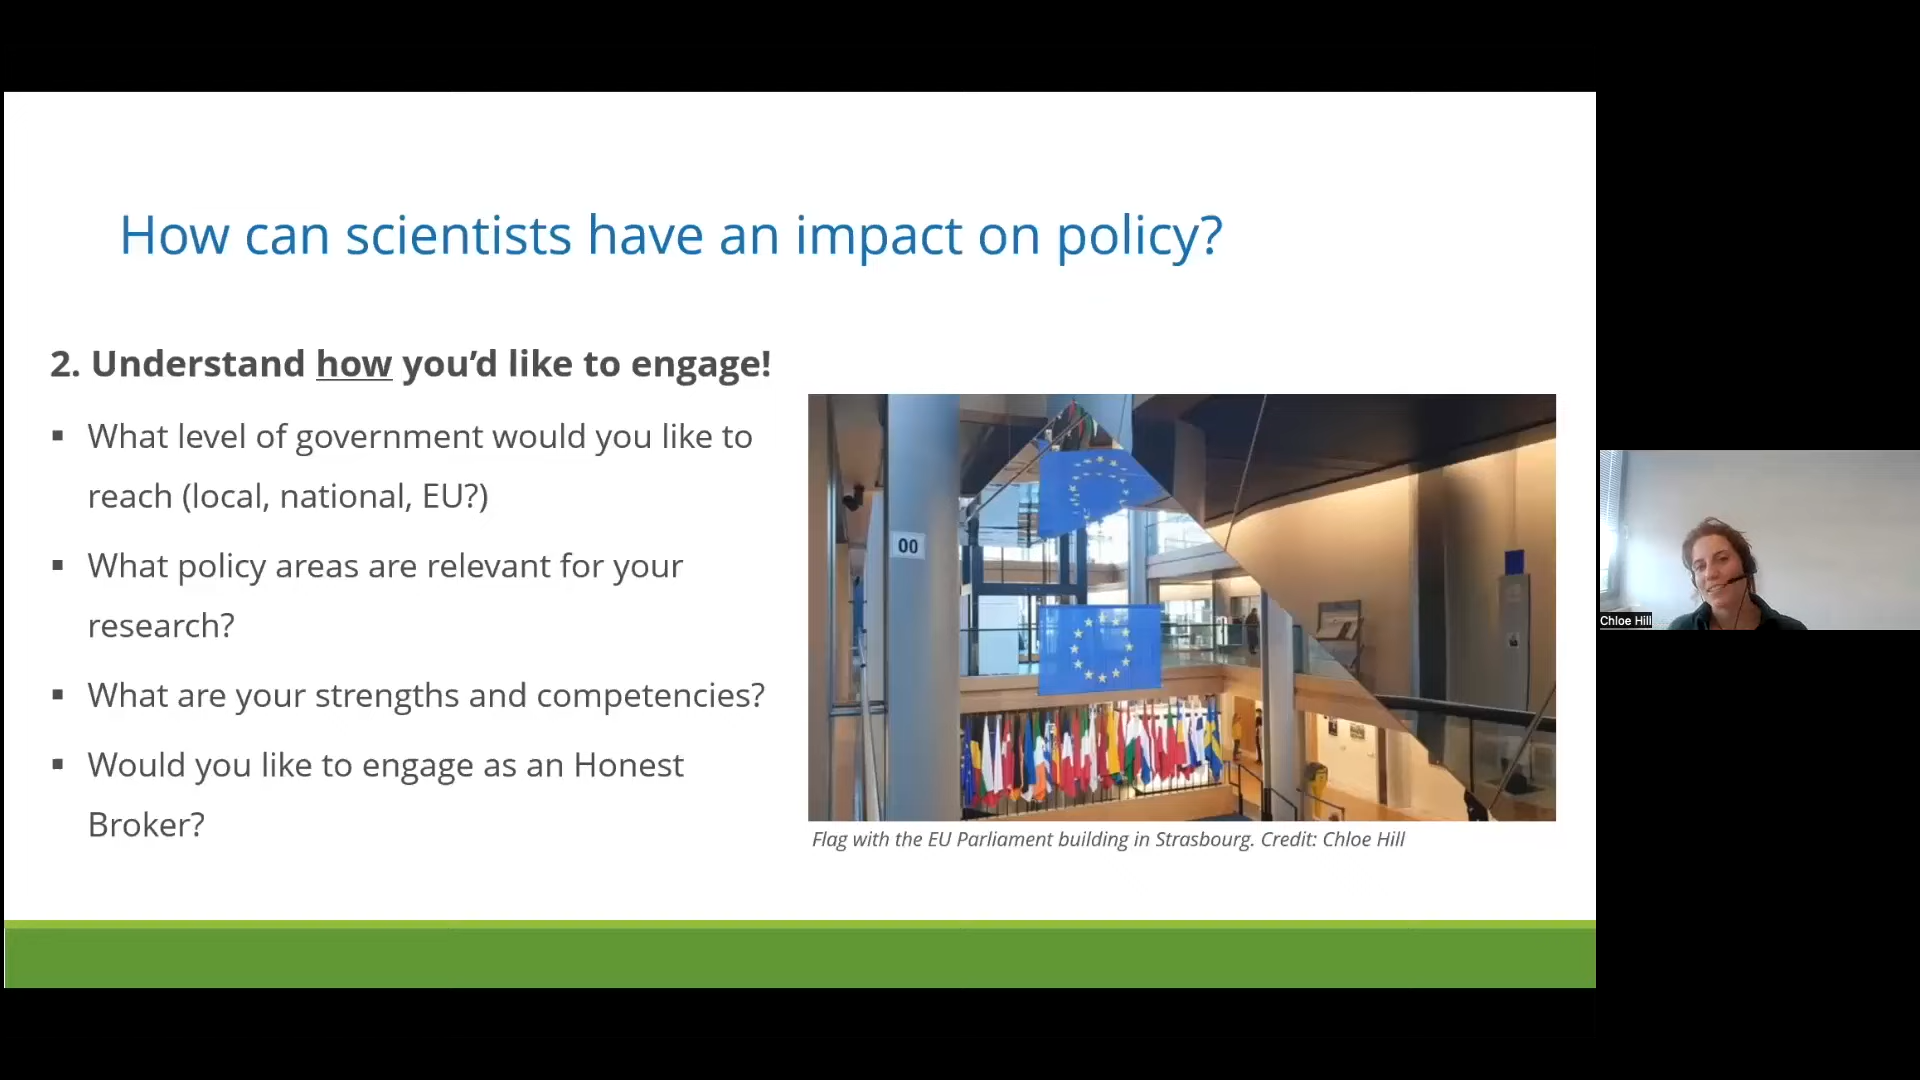 How can scientists have an impact on policy?
2. Understand how you’d like to engage!
▪ What level of government would you like to
reach (local, national, EU?)
▪ What policy areas are relevant for your
research?
▪ What are your strengths and competencies?
▪ Would you like to engage as an Honest
Broker?
00
Flag with the EU Parliament building in Strasbourg. Credit: Chloe Hill
Chloe Hill